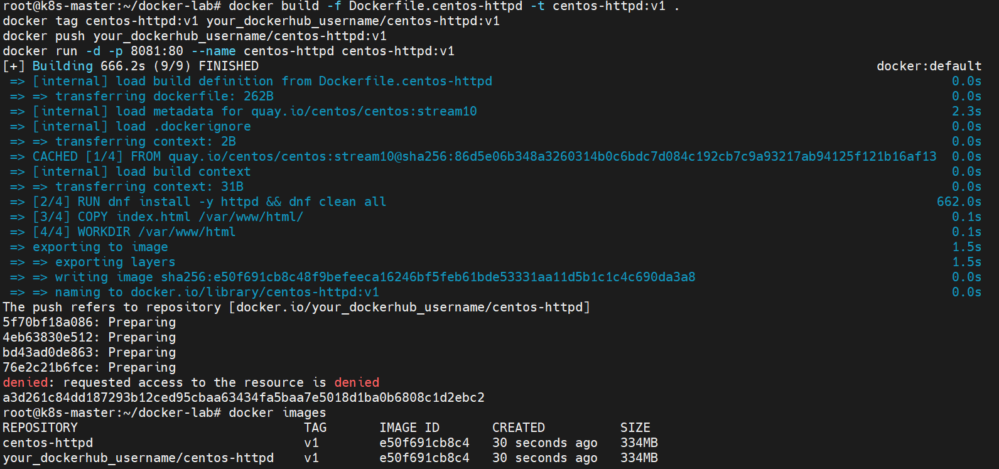 root@k8s-master:~/docker-lab# docker build -f Dockerfile.centos-httpd -t centos-httpd:v1 .
docker tag centos-httpd:v1 your_dockerhub_username/centos-httpd:v1
docker push your_dockerhub_username/centos-httpd:v1
docker run -d -p 8081:80 --name centos-httpd centos-httpd:v1
[+] Building 666.2s (9/9) FINISHED docker:default
=> [internal] load build definition from Dockerfile.centos-httpd 0.0s
=> => transferring dockerfile: 262B 0.0s
=> [internal] load metadata for quay.io/centos/centos:stream10 2.3s
=> [internal] load .dockerignore 0.0s
=> => transferring context: 2B 0.0s
=> CACHED [1/4] FROM quay.io/centos/centos:stream10@sha256:86d5e06b348a3260314b0c6bdc7d084c192cb7c9a93217ab94125f121b16af13 0.0s
=> [internal] load build context 0.0s
=> => transferring context: 31B 0.0s
=> [2/4] RUN dnf install -y httpd && dnf clean all 662.0s
=> [3/4] COPY index.html /var/www/html/ 0.1s
=> [4/4] WORKDIR /var/www/html 0.1s
=> exporting to image 1.5s
=> => exporting layers 1.5s
=> => writing image sha256:e50f691cb8c48f9befeeca16246bf5feb61bde53331aa11d5b1c1c4c690da3a8 0.0s
=> => naming to docker.io/library/centos-httpd:v1 0.0s
The push refers to repository [docker.io/your_dockerhub_username/centos-httpd]
5f70bf18a086: Preparing
4eb63830e512: Preparing
bd43ad0de863: Preparing
76e2c21b6fce: Preparing
denied: requested access to the resource is denied
a3d261c84dd187293b12ced95cbaa63434fa5baa7e5018d1ba0b6808c1d2ebc2
root@k8s-master:~/docker-lab# docker images
REPOSITORY TAG IMAGE ID CREATED SIZE
centos-httpd v1 e50f691cb8c4 30 seconds ago 334MB
your_dockerhub_username/centos-httpd v1 e50f691cb8c4 30 seconds ago 334MB